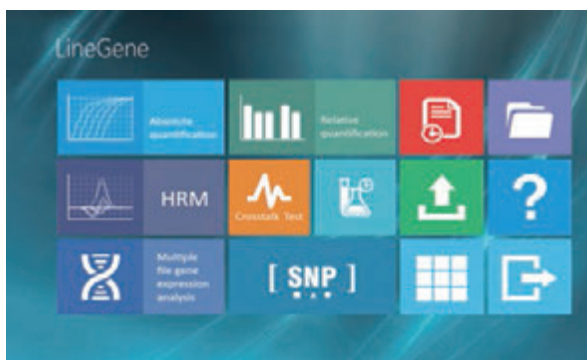 LineGene
Absolute
quantification
Relative
quantification
HRM
Crosstalk Test
?
Multiple
file gene
expression
analysis
[ SNP ]